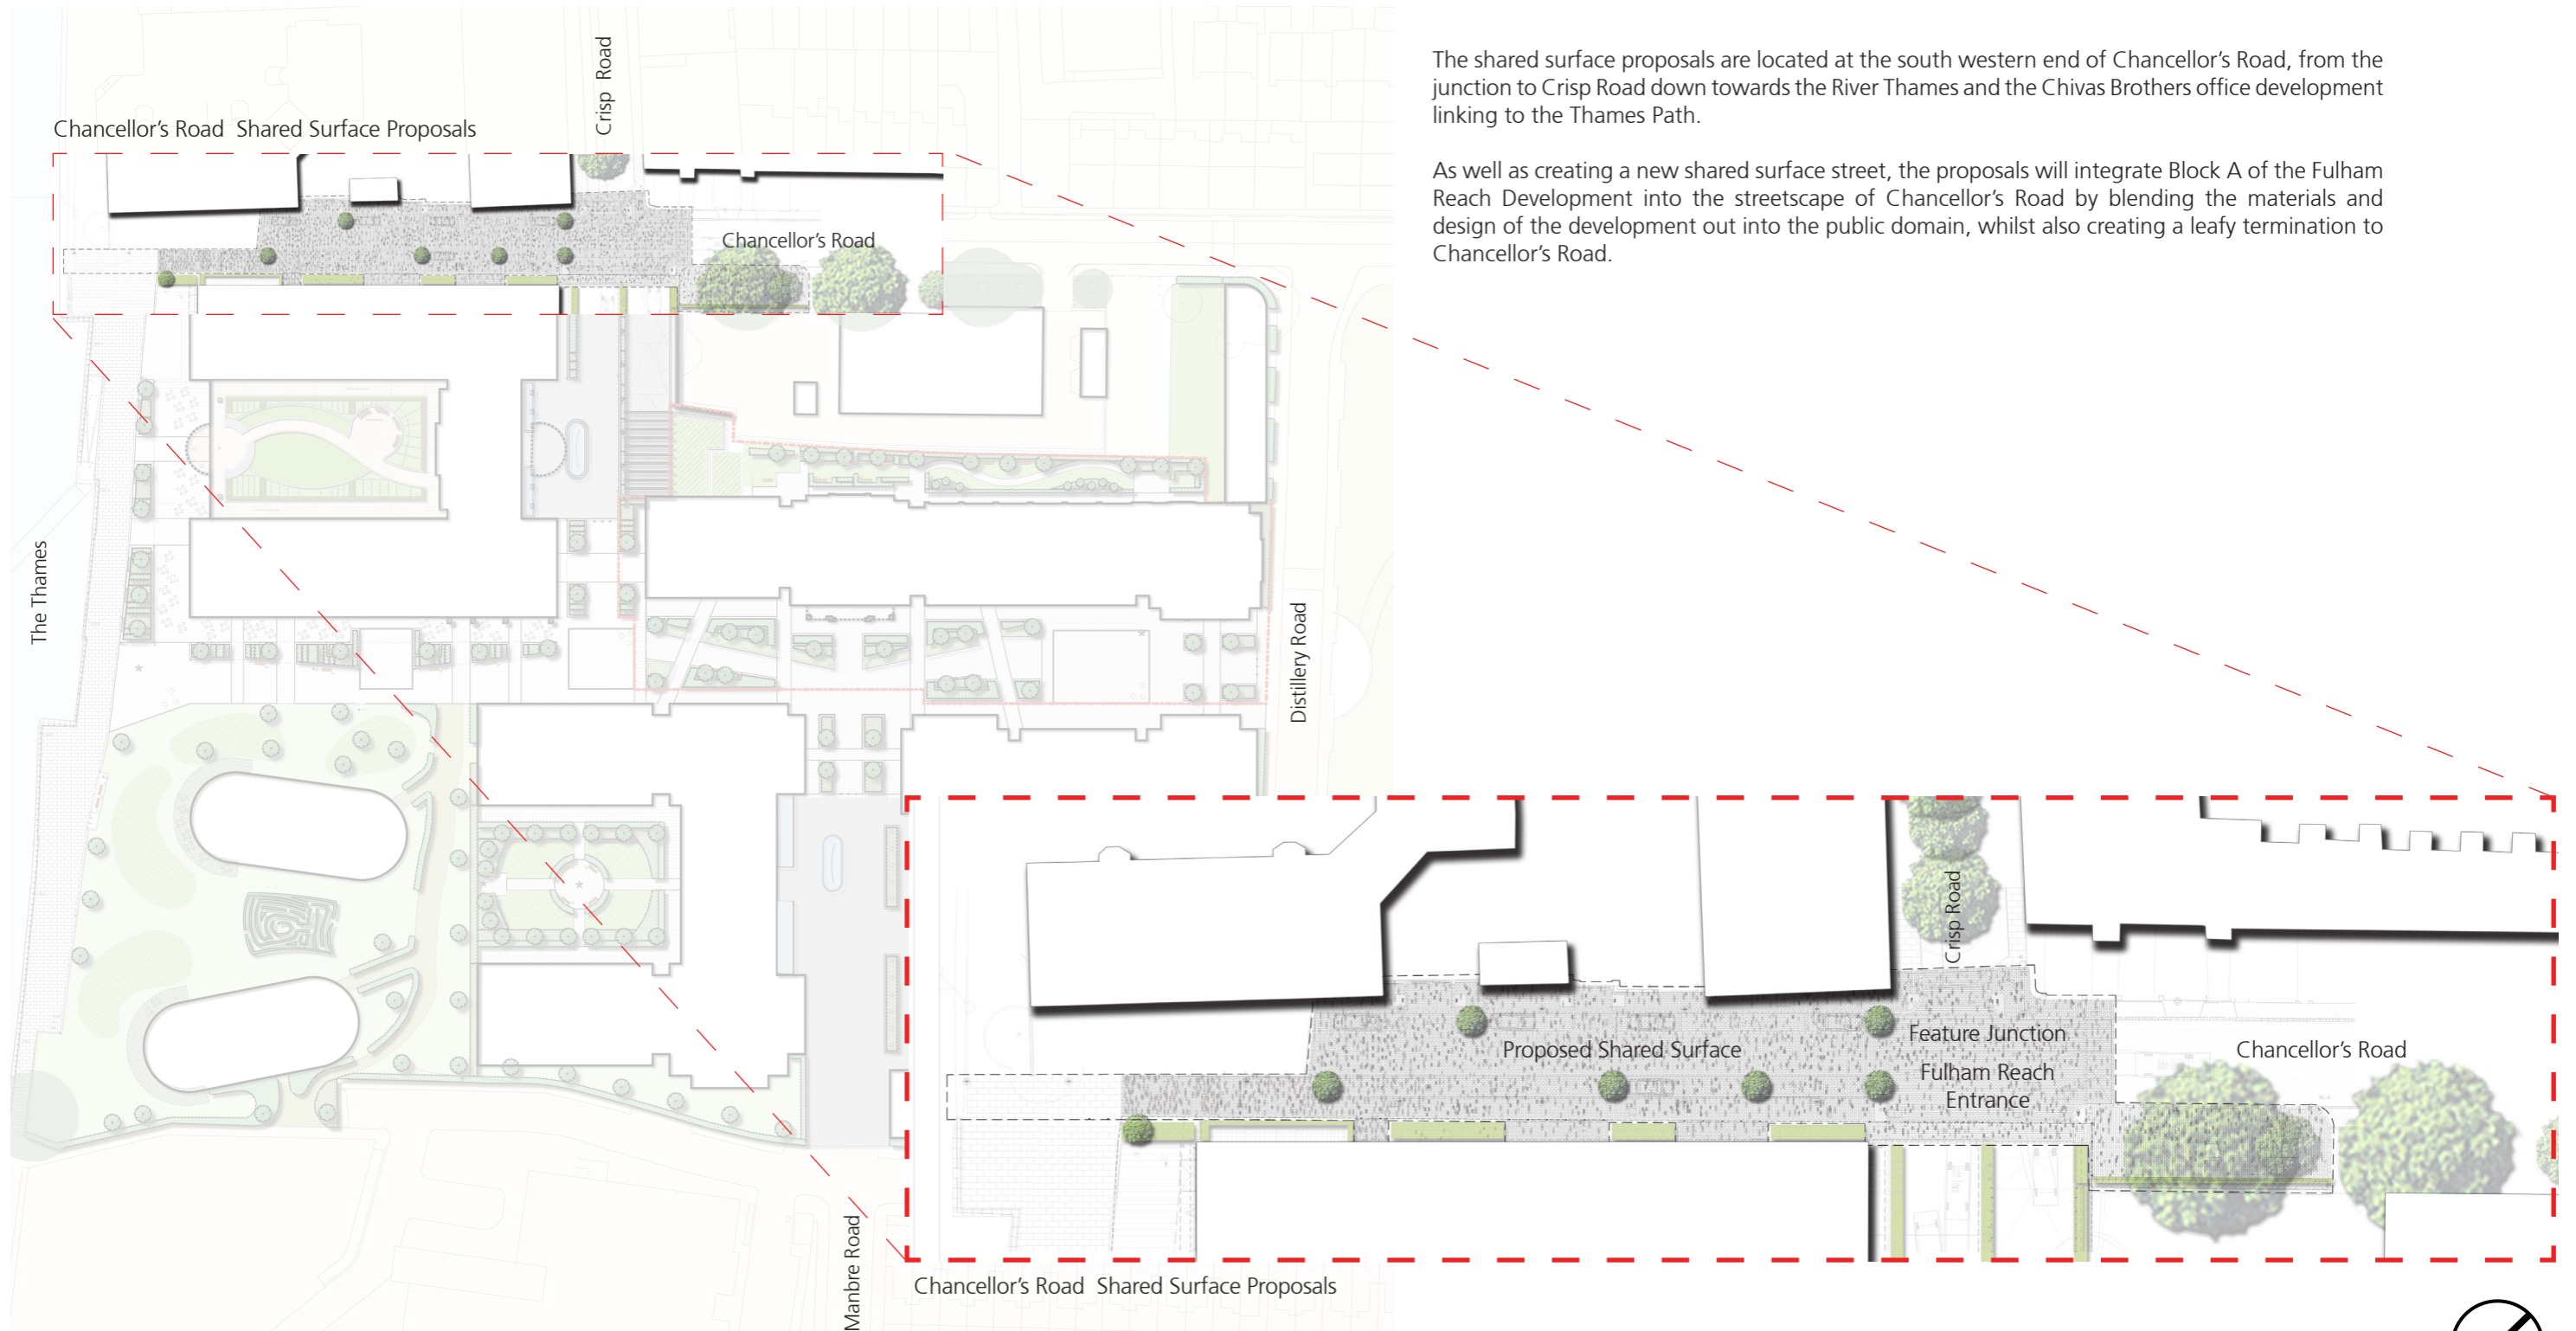 The shared surface proposals are located at the south western end of Chancellor's Road, from the
junction to Crisp Road down towards the River Thames and the Chivas Brothers office development
linking to the Thames Path.
As well as creating a new shared surface street, the proposals will integrate Block A of the Fulham
Reach Development into the streetscape of Chancellor's Road by blending the materials and
design of the development out into the public domain, whilst also creating a leafy termination to
Chancellor's Road.
Crisp Road
Chancellor's Road Shared Surface Proposals
Chancellor's Road
The Thames
Distillery Road
Manbre Road
Crisp Road
Feature Junction
Proposed Shared Surface
Chancellor's Road
Fulham Reach
Entrance
Chancellor's Road Shared Surface Proposals